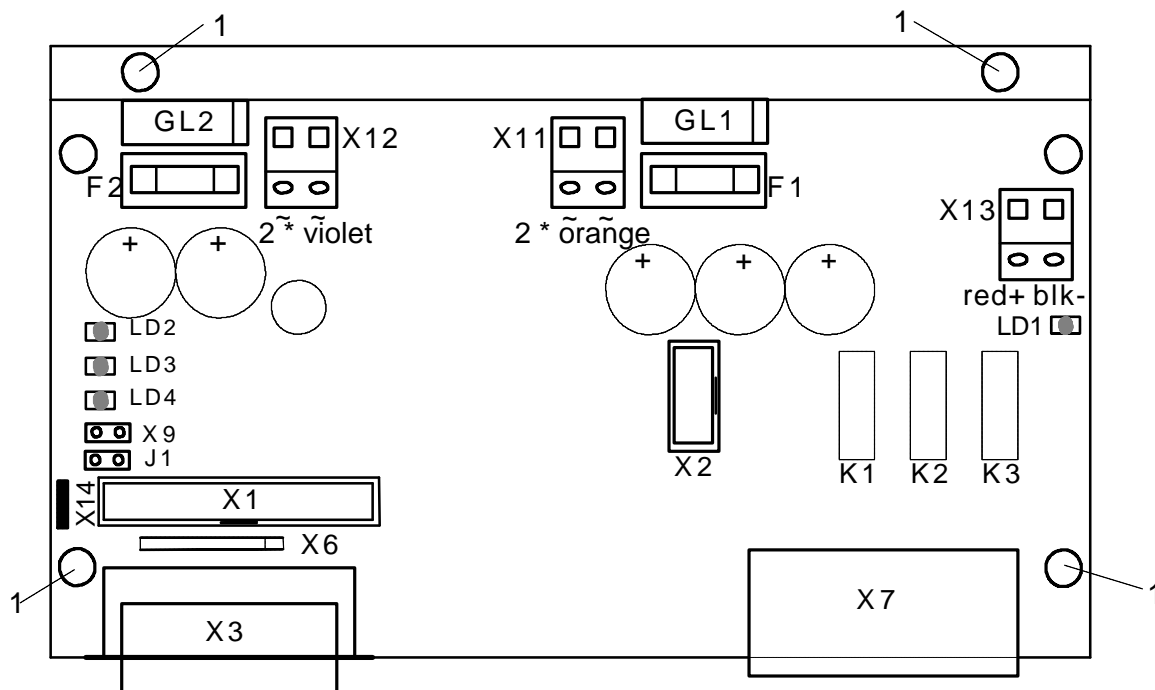 1 1
GL2 GL1
X12 X11
F2 F1
X13
~ ~ ~ ~
2 * violet 2 * orange
+ + + + +
red+ blk-
LD2 LD1
LD3
LD4
X9
J1
X2 K1 K2 K3
X14 X1
X6
1 X7 1
X3